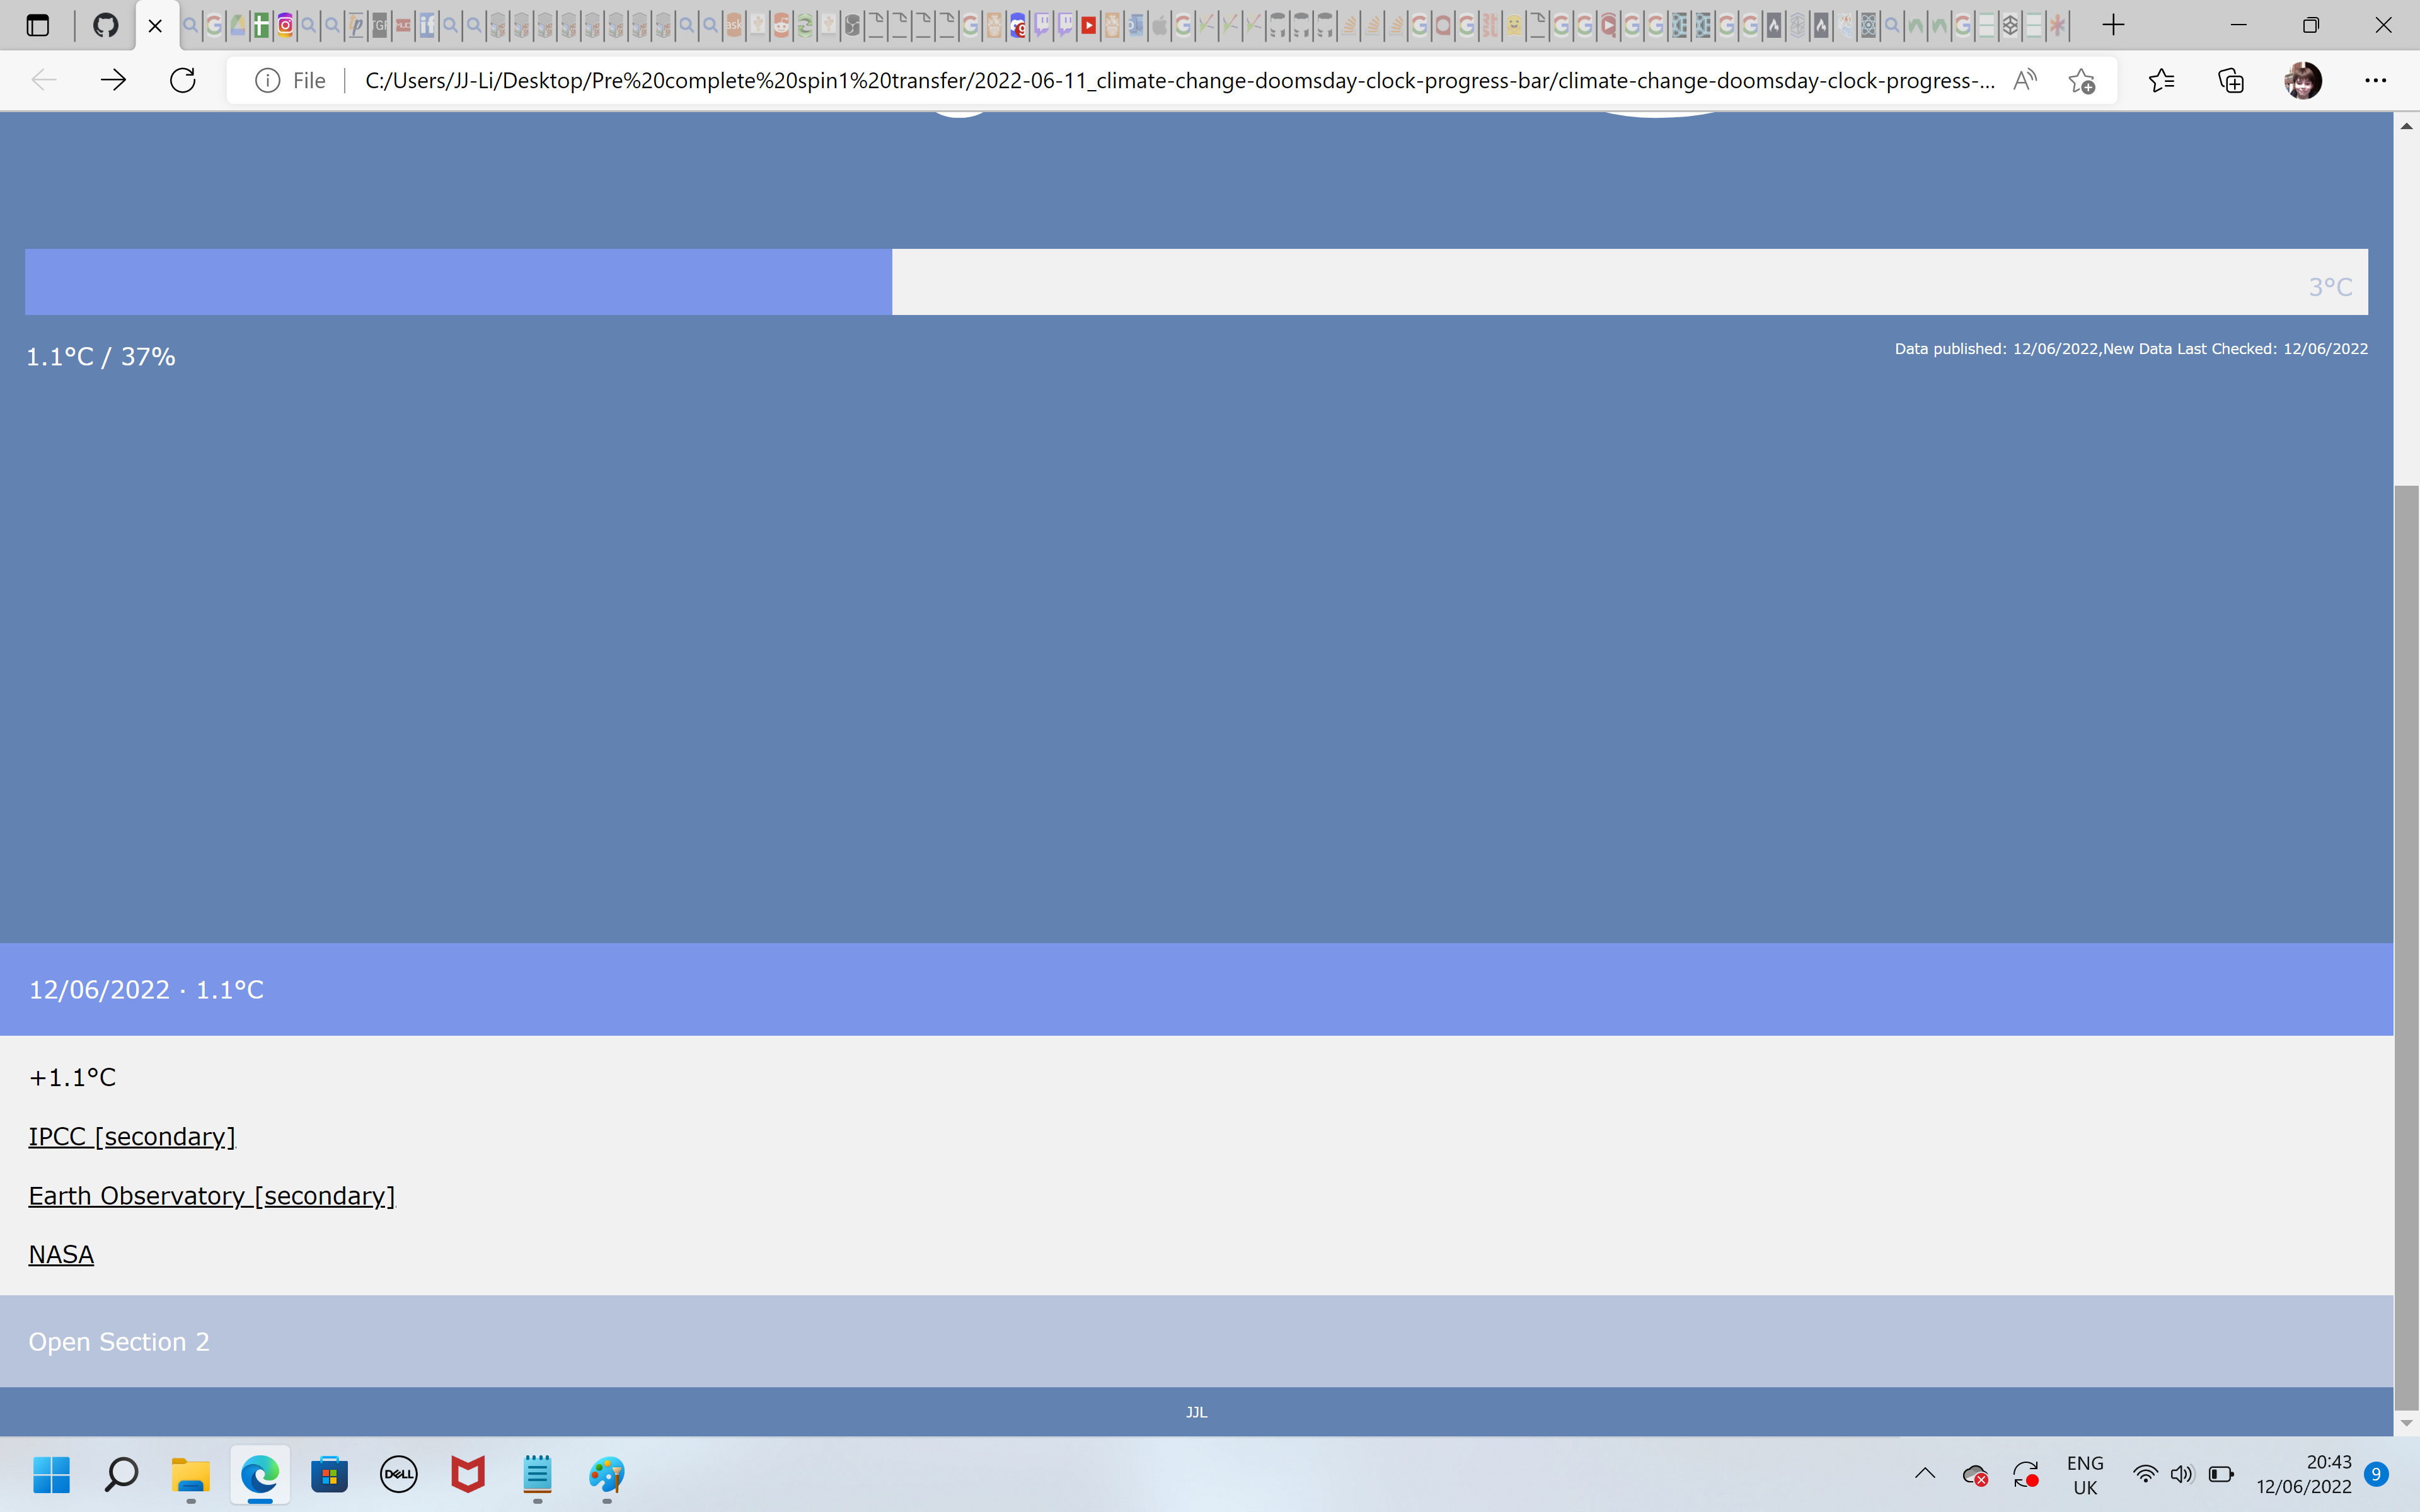 File
C:/Users/JJ-Li/Desktop/Pre%20complete%20spin1%20transfer/2022-06-11_climate-change-doomsday-clock-progress-bar/climate-change-doomsday-clock-progress-...
3°C
1.1°C / 37%
Data published: 12/06/2022,New Data Last Checked: 12/06/2022
12/06/2022 · 1.1°C
+1.1°C
IPCC [secondary]
Earth Observatory [secondary]
NASA
Open Section 2
JJL
DELL
ENG
UK
20:43
12/06/2022
9